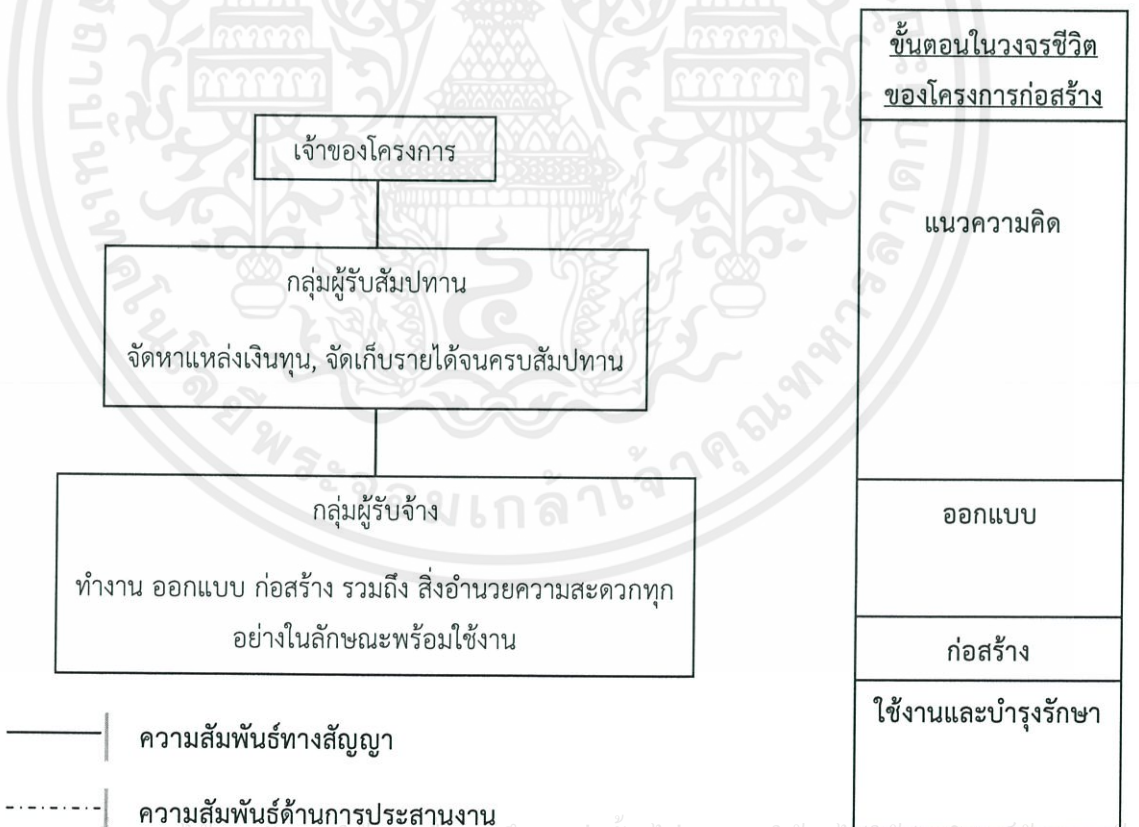 เจ้าของโครงการ
กลุ่มผู้รับสัมปทาน
จัดหาแหล่งเงินทุน, จัดเก็บรายได้จนครบสัมปทาน
กลุ่มผู้รับจ้าง
ทำงาน ออกแบบ ก่อสร้าง รวมถึง สิ่งอำนวยความสะดวกทุก
อย่างในลักษณะพร้อมใช้งาน
ความสัมพันธ์ทางสัญญา
ความสัมพันธ์ด้านการประสานงาน
ขั้นตอนในวงจรชีวิต
ของโครงการก่อสร้าง
แนวความคิด
ออกแบบ
ก่อสร้าง
ใช้งานและบำรุงรักษา